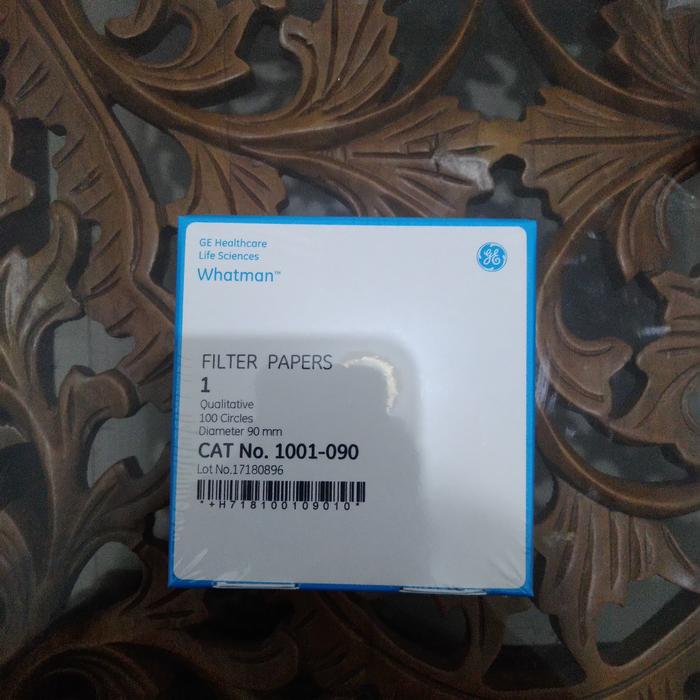 GE Healthcare
Life Sciences
Whatman™
GE
FILTER PAPERS
1
Qualitative
100 Circles
Diameter 90 mm
CAT No. 1001-090
Lot No.17180896
*+H718100109010*